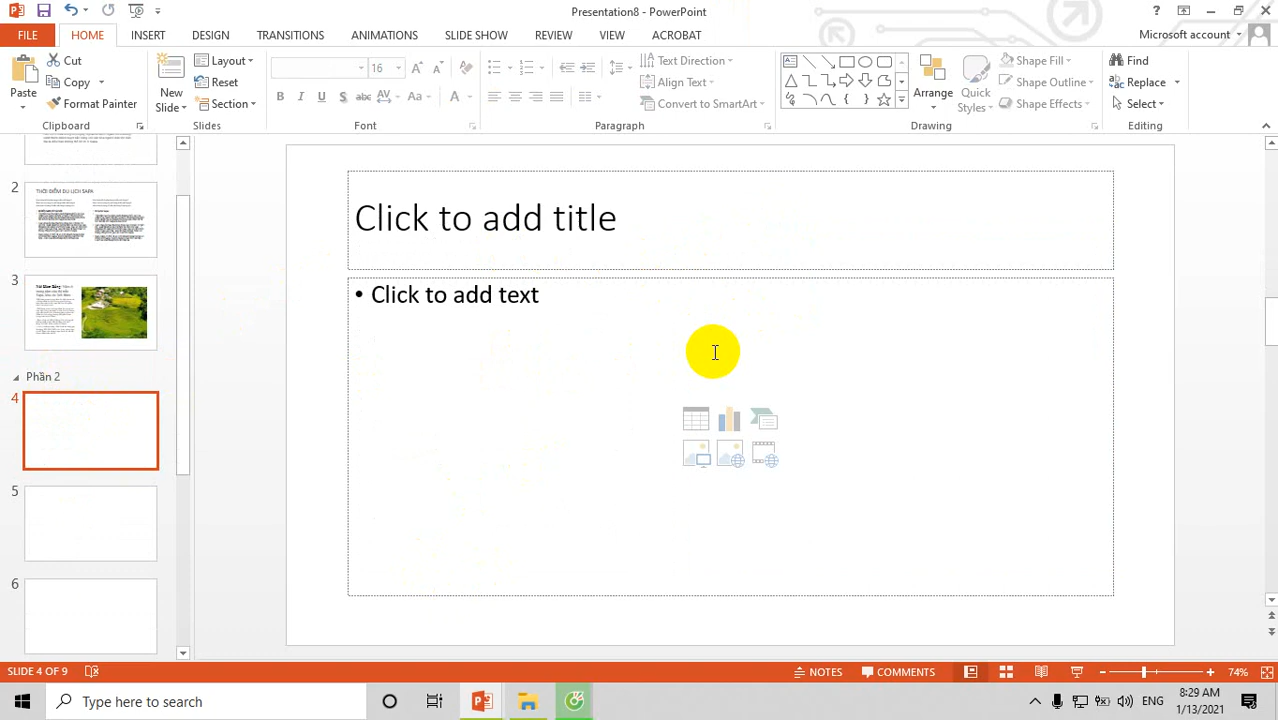 Presentation8 - PowerPoint
?
FILE HOME INSERT DESIGN TRANSITIONS ANIMATIONS SLIDE SHOW REVIEW VIEW ACROBAT Microsoft account
Paste
Cut
Copy
Format Painter
Clipboard
New
Slide
Layout
Reset
Section
Slides
16
B I U S abc AV Aa A
Font
Text Direction
Align Text
Convert to SmartArt
Paragraph
Arrange
Quick
Styles
Shape Fill
Shape Outline
Shape Effects
Drawing
Find
Replace
Select
Editing
2
THỜI ĐIỂM DU LỊCH SAPA
3
Phần 2
4
5
6
Click to add title
• Click to add text
SLIDE 4 OF 9
NOTES COMMENTS 74%
Type here to search
ENG
8:29 AM
1/13/2021